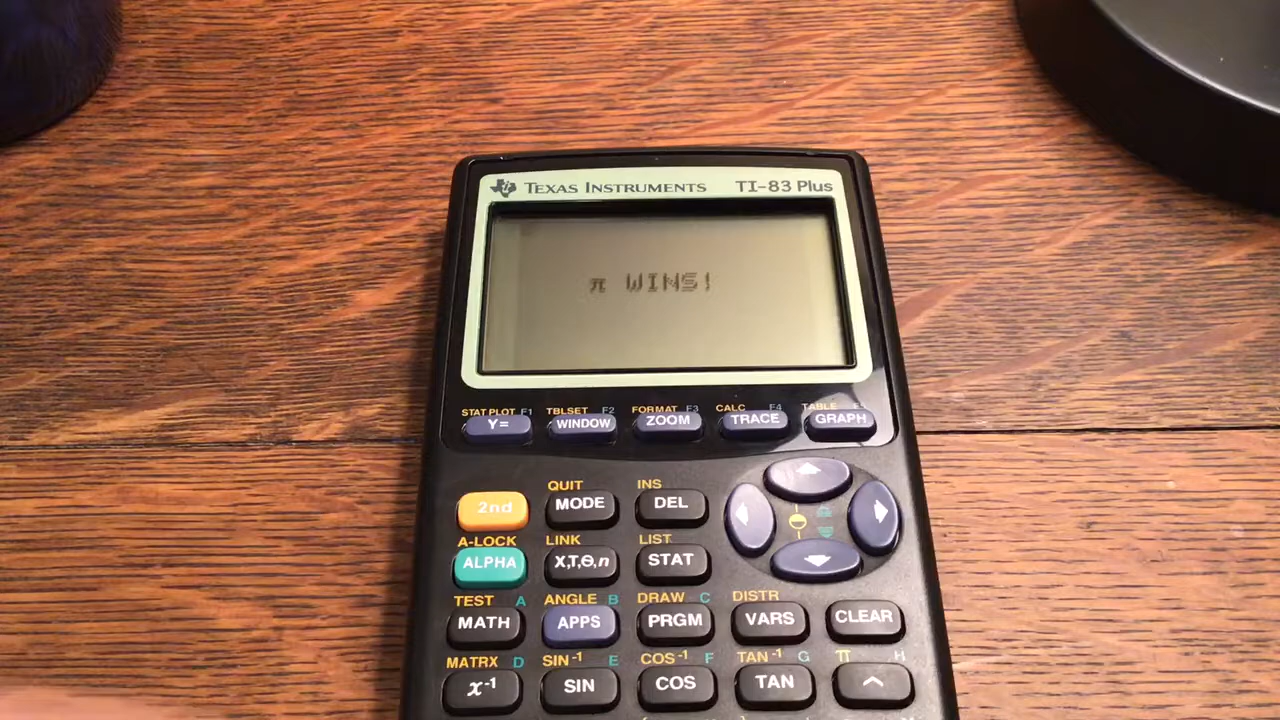 TEXAS INSTRUMENTS TI-83 Plus
π WINS!
STAT PLOT F1 TBLSET F2 FORMAT F3 CALC F4 TABLE F5
Y= WINDOW ZOOM TRACE GRAPH
QUIT INS
2nd MODE DEL
A-LOCK LINK LIST
ALPHA X,T,Θ,n STAT
TEST A ANGLE B DRAW C DISTR
MATH APPS PRGM VARS CLEAR
MATRX D SIN⁻¹ E COS⁻¹ F TAN⁻¹ G π H
x⁻¹ SIN COS TAN ^